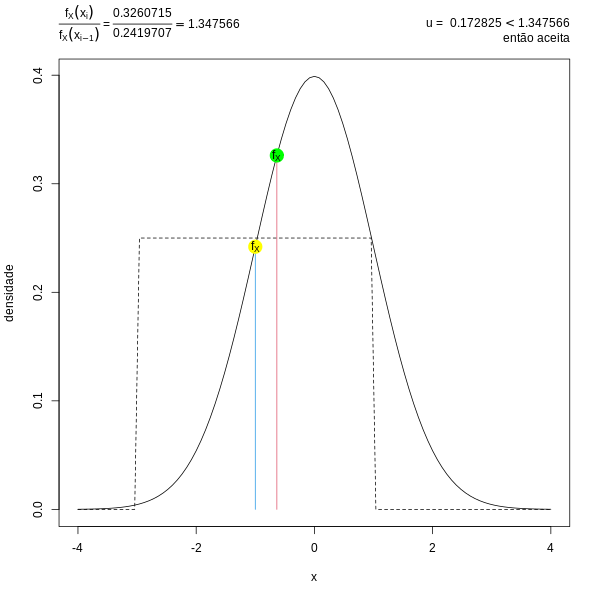 fX(xi) / fX(xi−1) = 0.3260715 / 0.2419707 = 1.347566
u = 0.172825 < 1.347566
então aceita
0.4
0.3
0.2
0.1
0.0
densidade
fX
fX
-4 -2 0 2 4
x